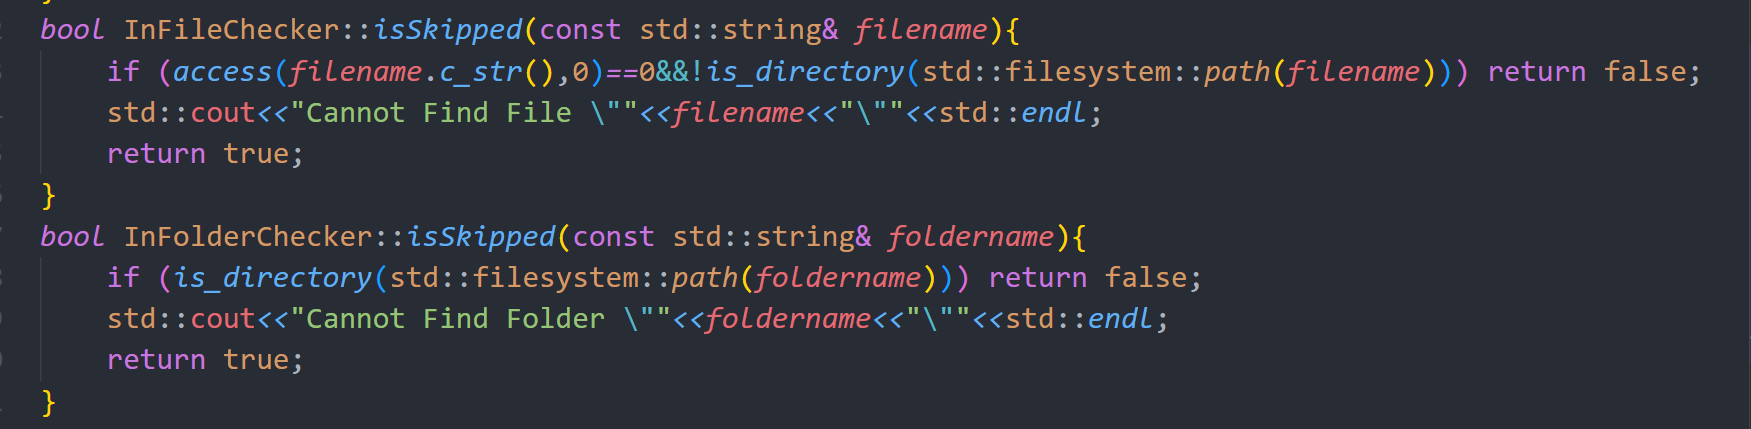 bool InFileChecker::isSkipped(const std::string& filename){
    if (access(filename.c_str(),0)==0&&!is_directory(std::filesystem::path(filename))) return false;
    std::cout<<"Cannot Find File \""<<filename<<"\""<<std::endl;
    return true;
}
bool InFolderChecker::isSkipped(const std::string& foldername){
    if (is_directory(std::filesystem::path(foldername))) return false;
    std::cout<<"Cannot Find Folder \""<<foldername<<"\""<<std::endl;
    return true;
}